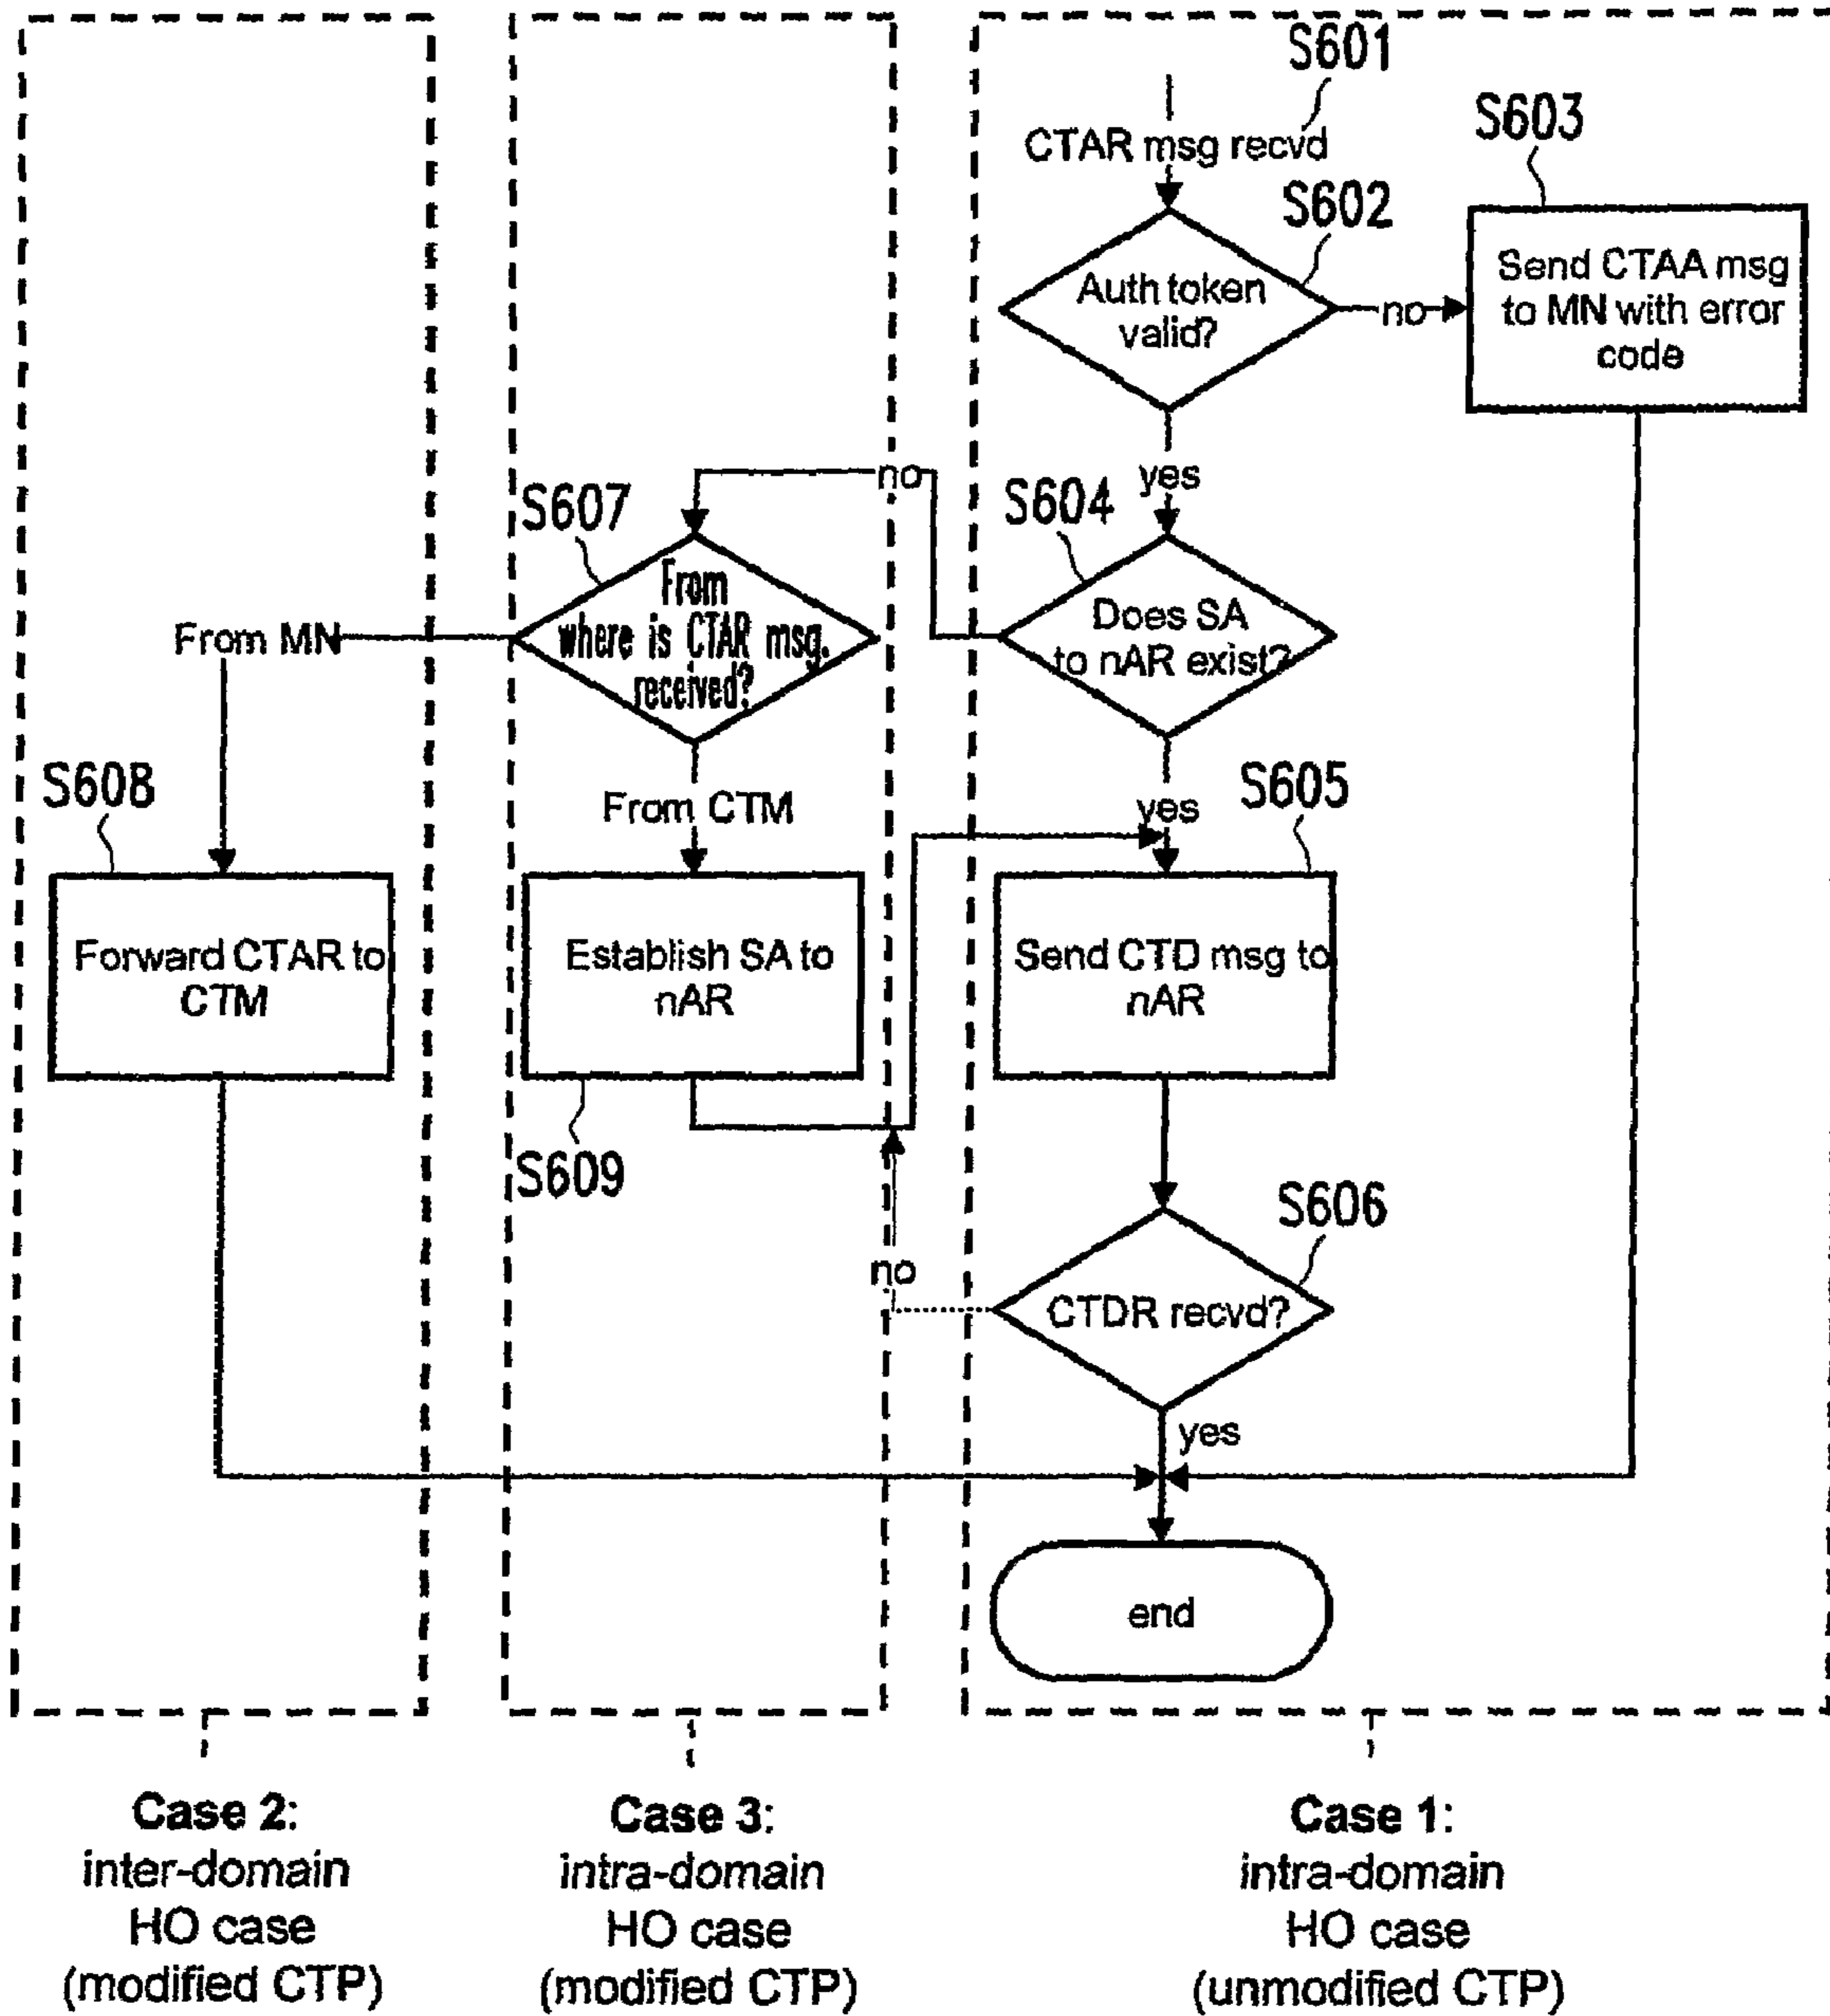 S601
CTAR msg recvd
S603
S602
Auth token
valid?
no
Send CTAA msg
to MN with error
code
yes
no
S607
S604
From
where is CTAR msg.
received?
From MN
Does SA
to nAR exist?
S608
From CTM
yes
S605
Forward CTAR to
CTM
Establish SA to
nAR
Send CTD msg to
nAR
S609
S606
no
CTDR recvd?
yes
end
Case 2:
inter-domain
HO case
(modified CTP)
Case 3:
intra-domain
HO case
(modified CTP)
Case 1:
intra-domain
HO case
(unmodified CTP)